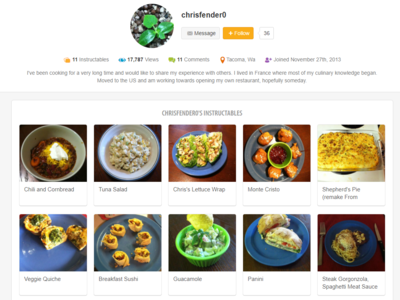 chrisfender0
Message
Follow
36
11 Instructables 17,787 Views 11 Comments Tacoma, Wa Joined November 27th, 2013
I've been cooking for a very long time and would like to share my experience with others. I lived in France where most of my culinary knowledge began.
Moved to the US and am working towards opening my own restaurant, hopefully someday.
CHRISFENDER0'S INSTRUCTABLES
Chili and Cornbread
Tuna Salad
Chris's Lettuce Wrap
Monte Cristo
Shepherd's Pie
(remake From
Veggie Quiche
Breakfast Sushi
Guacamole
Panini
Steak Gorgonzola,
Spaghetti Meat Sauce